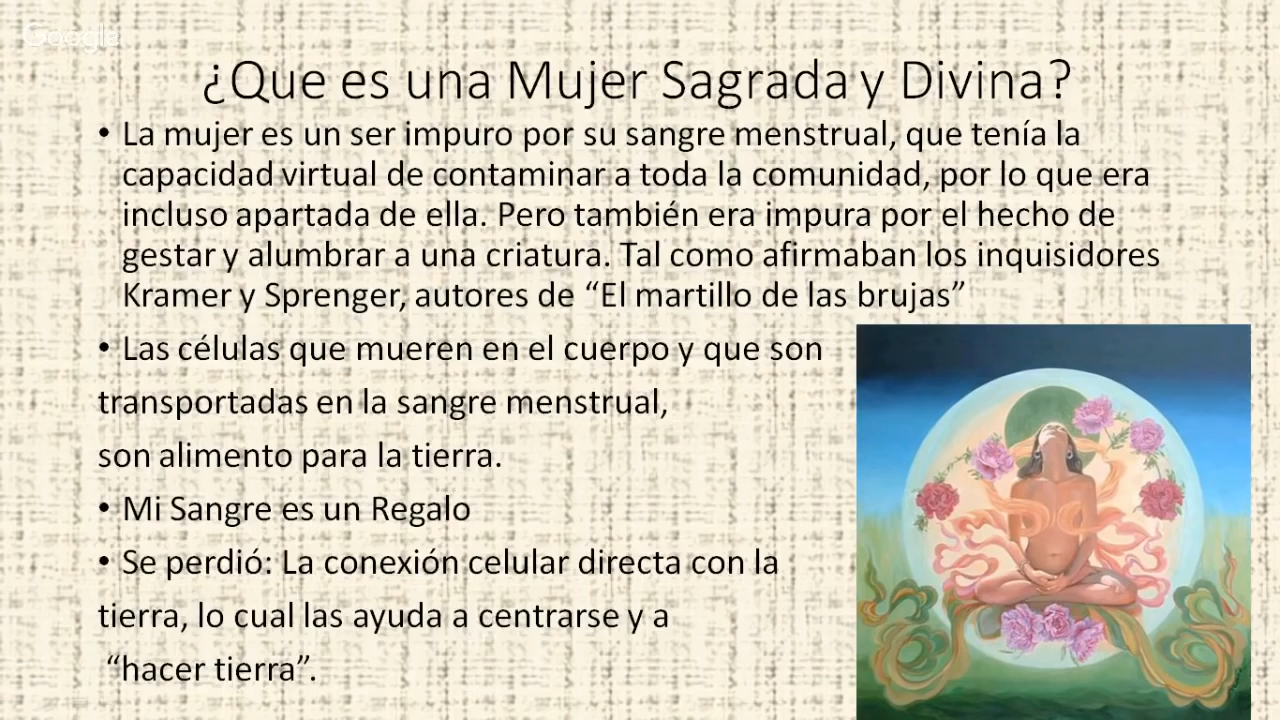 Google
¿Que es una Mujer Sagrada y Divina?
• La mujer es un ser impuro por su sangre menstrual, que tenía la
capacidad virtual de contaminar a toda la comunidad, por lo que era
incluso apartada de ella. Pero también era impura por el hecho de
gestar y alumbrar a una criatura. Tal como afirmaban los inquisidores
Kramer y Sprenger, autores de “El martillo de las brujas”
• Las células que mueren en el cuerpo y que son
transportadas en la sangre menstrual,
son alimento para la tierra.
• Mi Sangre es un Regalo
• Se perdió: La conexión celular directa con la
tierra, lo cual las ayuda a centrarse y a
“hacer tierra”.